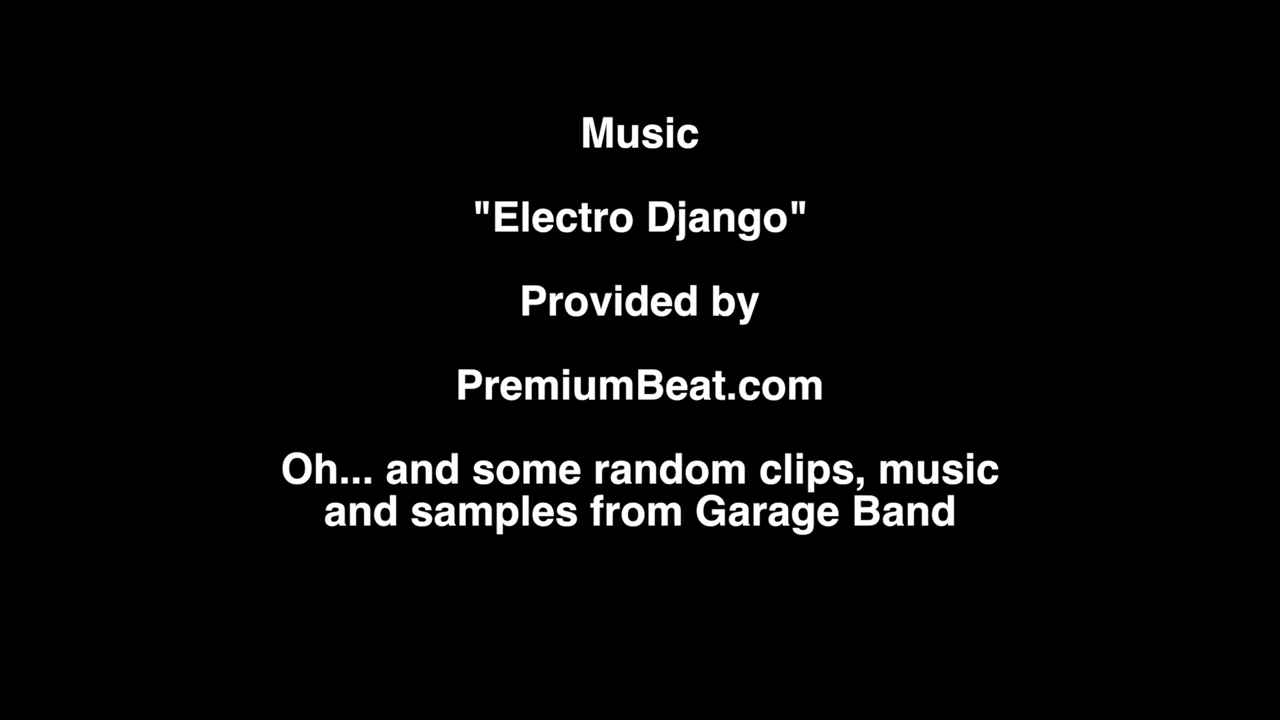 Music
"Electro Django"
Provided by
PremiumBeat.com
Oh... and some random clips, music
and samples from Garage Band